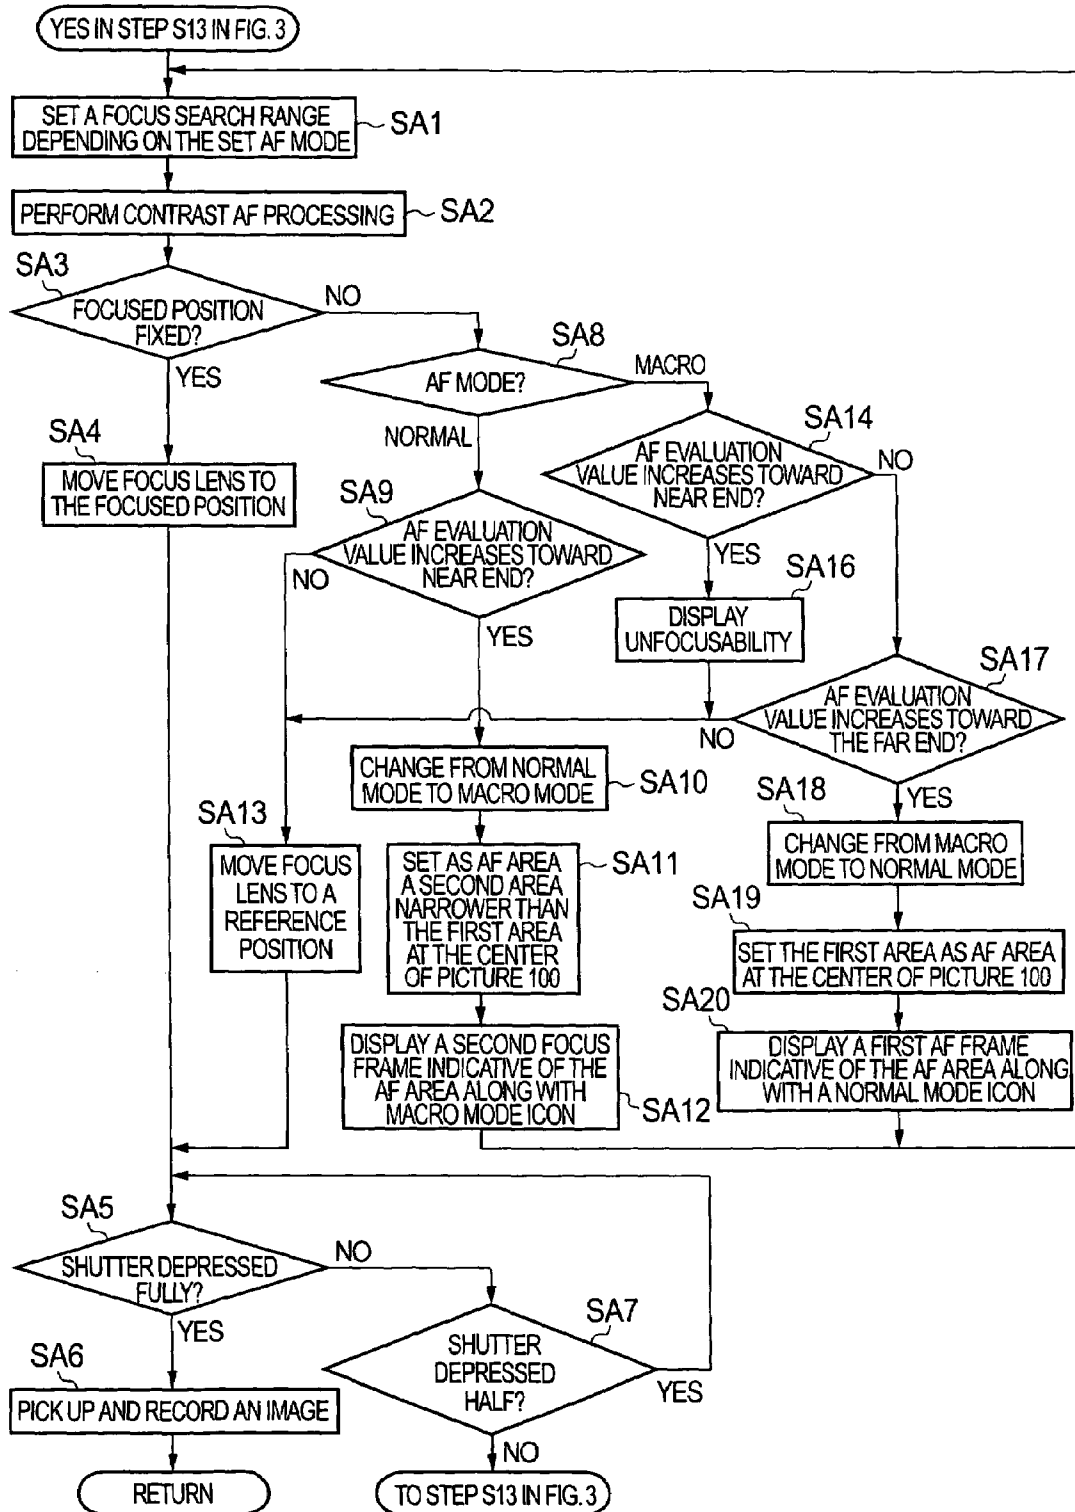 YES IN STEP S13 IN FIG. 3
SET A FOCUS SEARCH RANGE
DEPENDING ON THE SET AF MODE
SA1
PERFORM CONTRAST AF PROCESSING
SA2
SA3
FOCUSED POSITION
FIXED?
NO
YES
SA8
AF MODE?
MACRO
NORMAL
SA4
MOVE FOCUS LENS TO
THE FOCUSED POSITION
SA14
AF EVALUATION
VALUE INCREASES TOWARD
NEAR END?
NO
YES
SA9
AF EVALUATION
VALUE INCREASES TOWARD
NEAR END?
NO
YES
SA16
DISPLAY
UNFOCUSABILITY
SA17
AF EVALUATION
VALUE INCREASES TOWARD
THE FAR END?
NO
YES
CHANGE FROM NORMAL
MODE TO MACRO MODE
SA10
SA18
CHANGE FROM MACRO
MODE TO NORMAL MODE
SA13
MOVE FOCUS
LENS TO A
REFERENCE
POSITION
SET AS AF AREA
A SECOND AREA
NARROWER THAN
THE FIRST AREA
AT THE CENTER
OF PICTURE 100
SA11
SA19
SET THE FIRST AREA AS AF AREA
AT THE CENTER OF PICTURE 100
SA20
DISPLAY A FIRST AF FRAME
INDICATIVE OF THE AF AREA ALONG
WITH A NORMAL MODE ICON
DISPLAY A SECOND FOCUS
FRAME INDICATIVE OF THE
AF AREA ALONG WITH
MACRO MODE ICON
SA12
SA5
SHUTTER DEPRESSED
FULLY?
NO
YES
SA7
SHUTTER
DEPRESSED
HALF?
YES
NO
SA6
PICK UP AND RECORD AN IMAGE
RETURN
TO STEP S13 IN FIG. 3